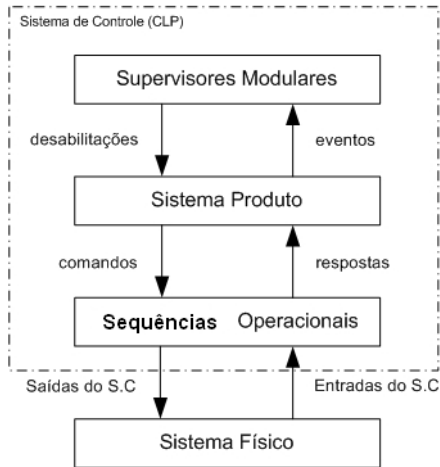 Sistema de Controle (CLP)
Supervisores Modulares
desabilitações
eventos
Sistema Produto
comandos
respostas
Sequências Operacionais
Saídas do S.C
Entradas do S.C
Sistema Físico